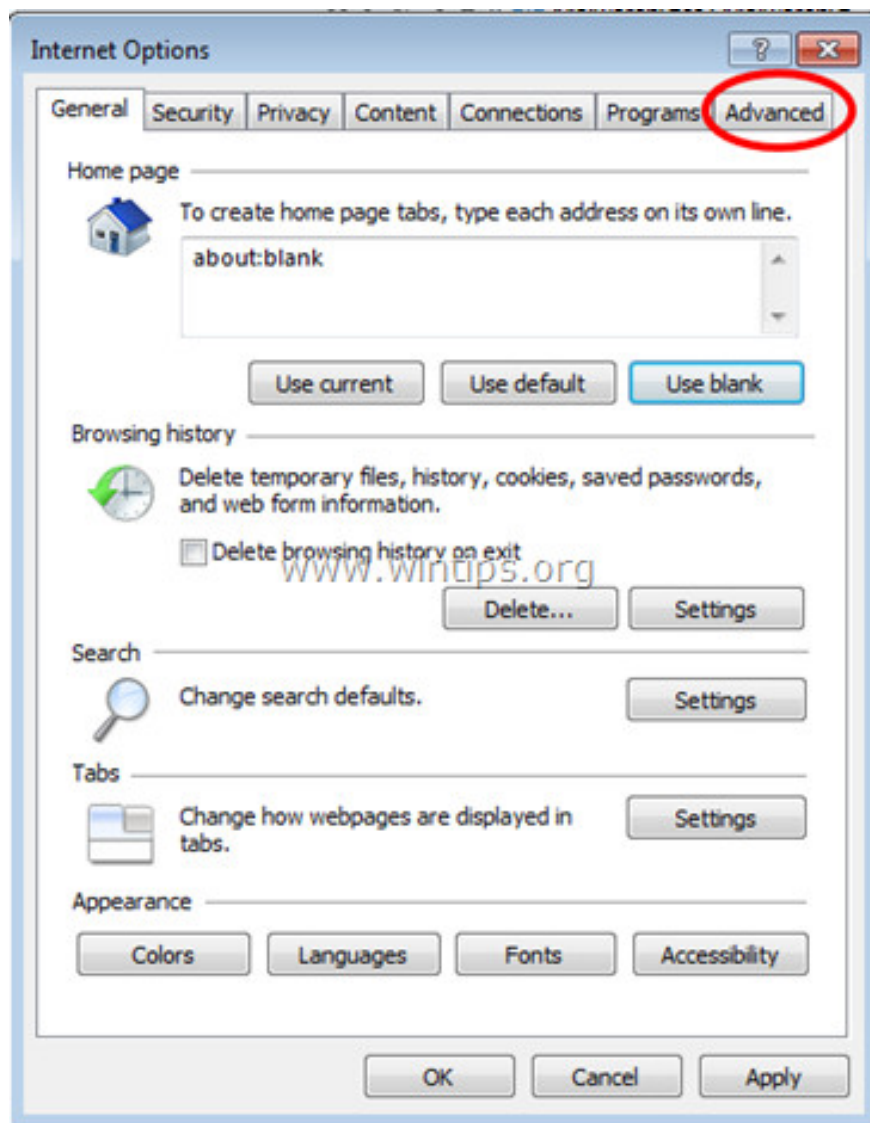 Internet Options
General Security Privacy Content Connections Programs Advanced
Home page
To create home page tabs, type each address on its own line.
about:blank
Use current Use default Use blank
Browsing history
Delete temporary files, history, cookies, saved passwords,
and web form information.
Delete browsing history on exit
www.wintips.org
Delete... Settings
Search
Change search defaults. Settings
Tabs
Change how webpages are displayed in
tabs.
Settings
Appearance
Colors Languages Fonts Accessibility
OK Cancel Apply